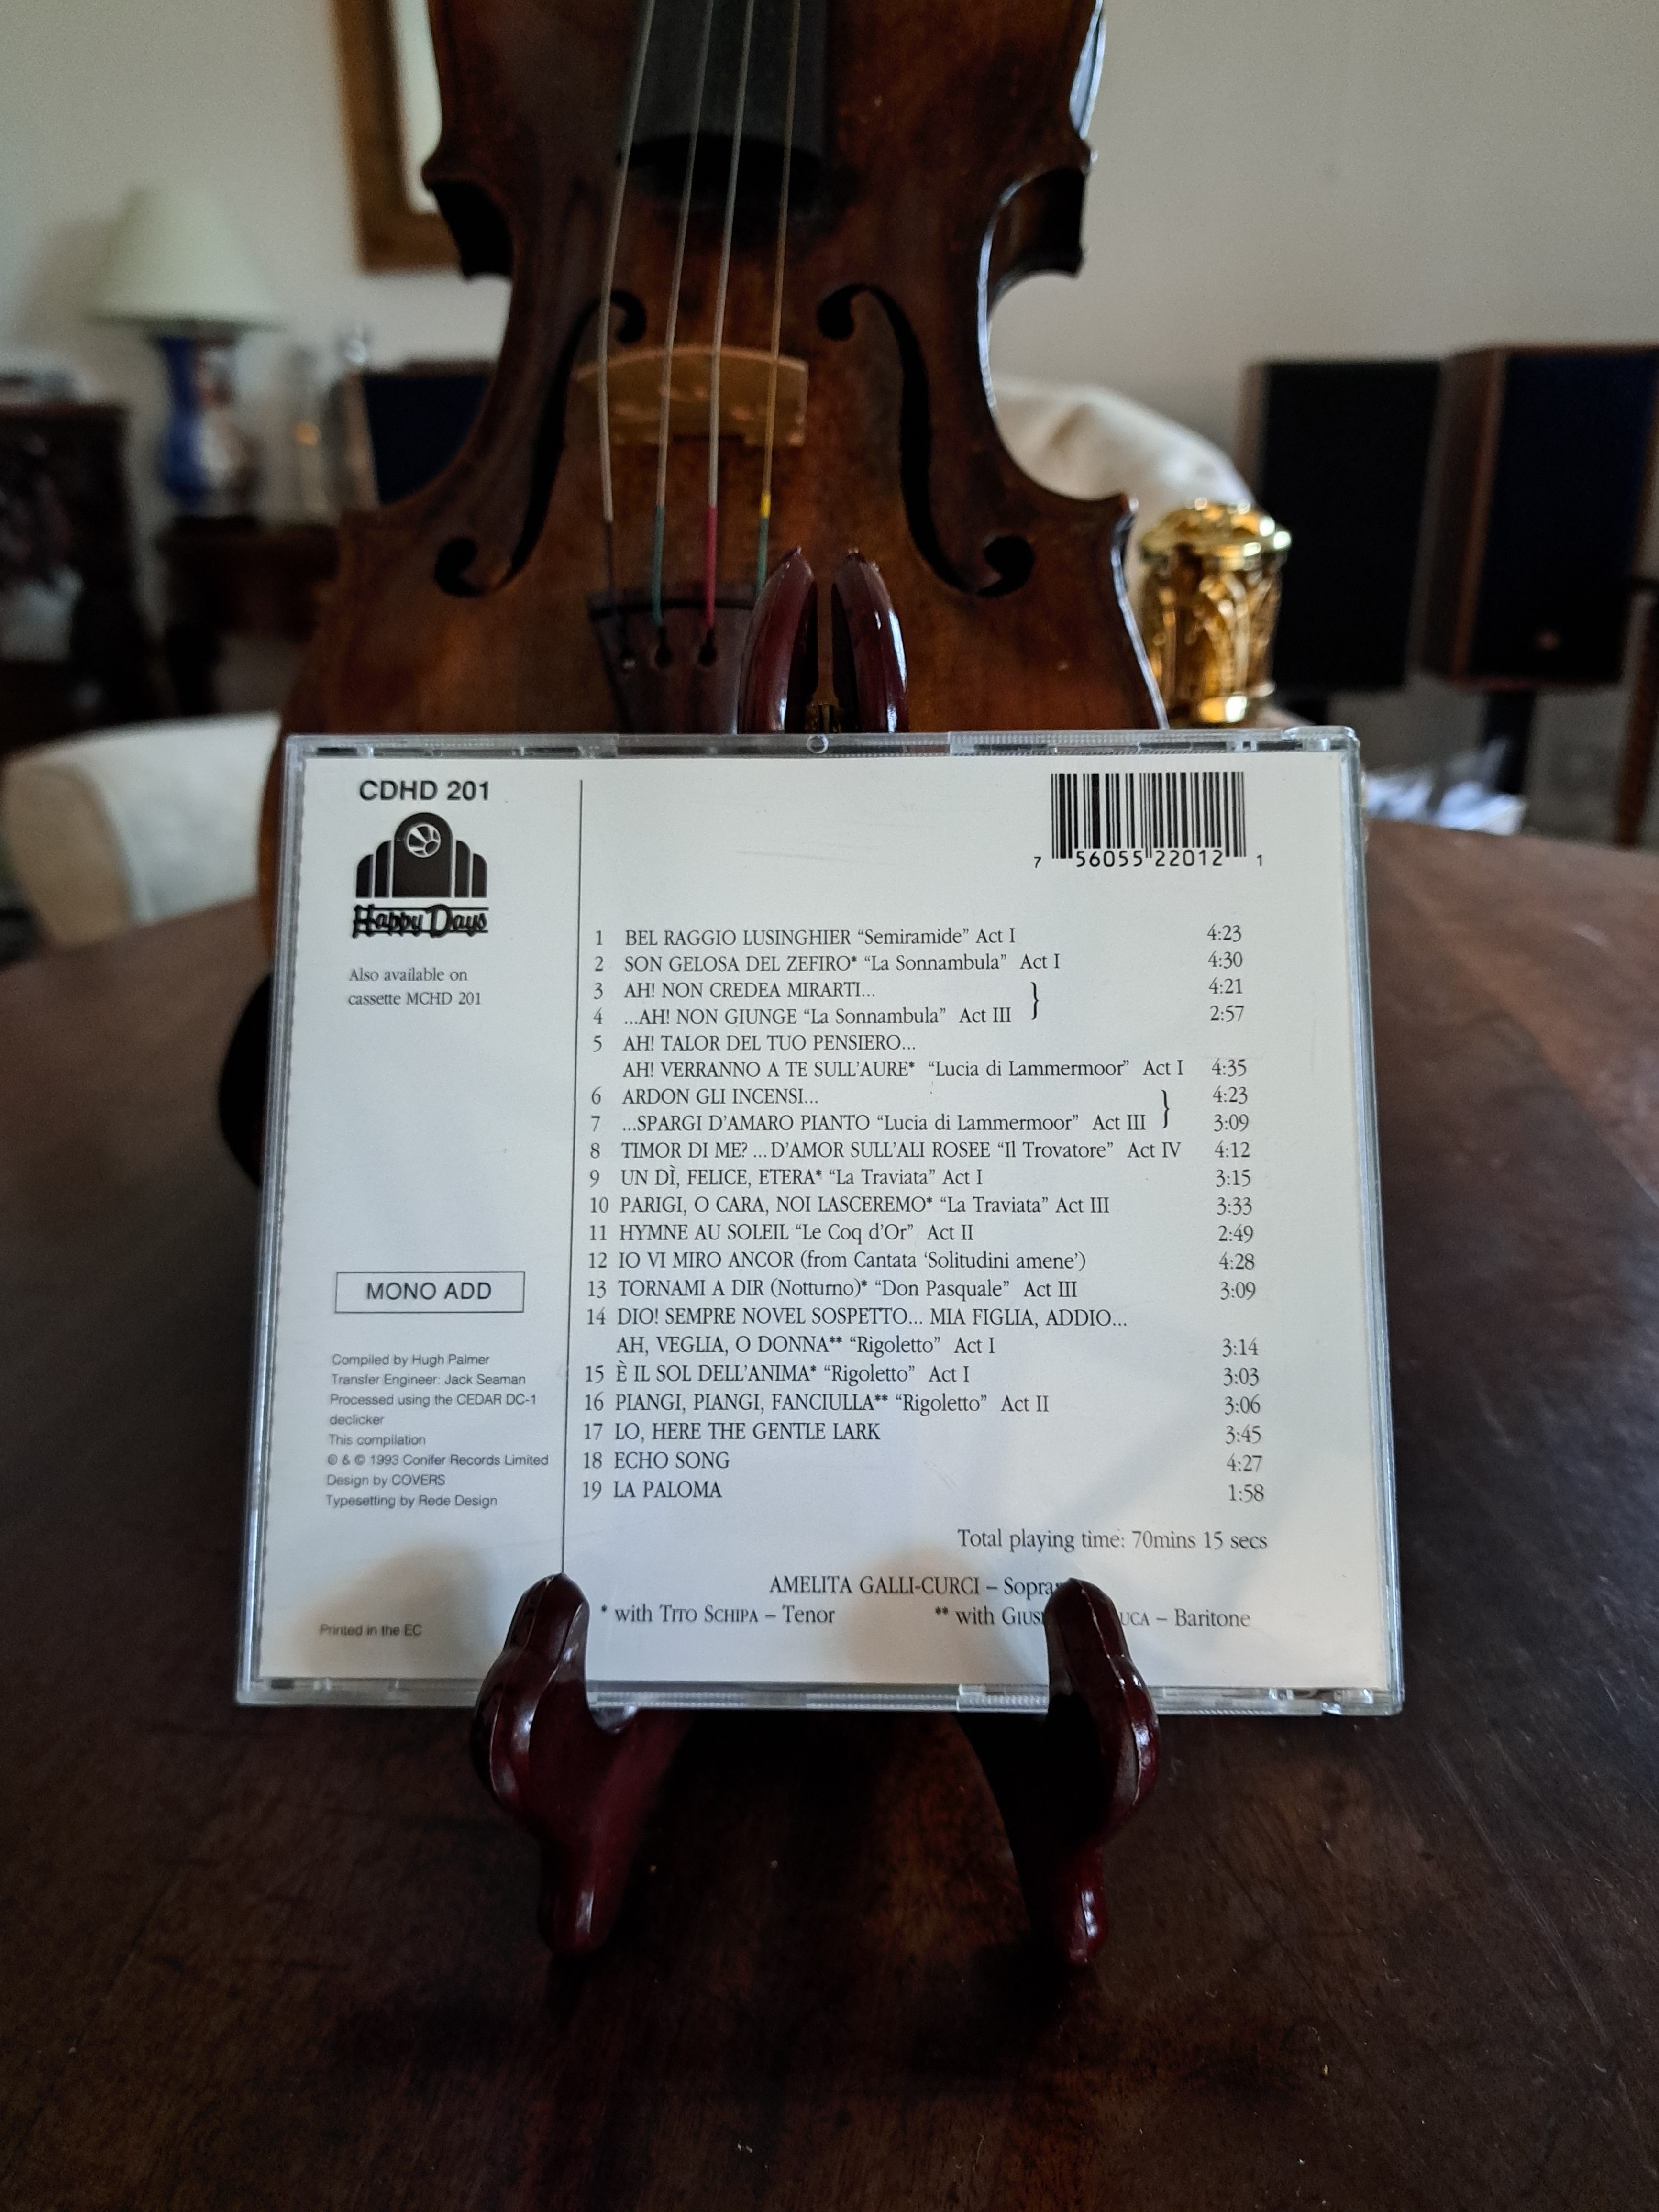 CDHD 201
Happy Days
Also available on
cassette MCHD 201
MONO ADD
Compiled by Hugh Palmer
Transfer Engineer: Jack Seaman
Processed using the CEDAR DC-1
declicker
This compilation
℗ & © 1993 Conifer Records Limited
Design by COVERS
Typesetting by Rede Design
Printed in the EC
7 56055 22012 1
1 BEL RAGGIO LUSINGHIER “Semiramide” Act I 4:23
2 SON GELOSA DEL ZEFIRO* “La Sonnambula” Act I 4:30
3 AH! NON CREDEA MIRARTI... 4:21
4 ...AH! NON GIUNGE “La Sonnambula” Act III 2:57
5 AH! TALOR DEL TUO PENSIERO...
AH! VERRANNO A TE SULL’AURE* “Lucia di Lammermoor” Act I 4:35
6 ARDON GLI INCENSI... 4:23
7 ...SPARGI D’AMARO PIANTO “Lucia di Lammermoor” Act III 3:09
8 TIMOR DI ME? ... D’AMOR SULL’ALI ROSEE “Il Trovatore” Act IV 4:12
9 UN DÌ, FELICE, ETERA* “La Traviata” Act I 3:15
10 PARIGI, O CARA, NOI LASCEREMO* “La Traviata” Act III 3:33
11 HYMNE AU SOLEIL “Le Coq d’Or” Act II 2:49
12 IO VI MIRO ANCOR (from Cantata ‘Solitudini amene’) 4:28
13 TORNAMI A DIR (Notturno)* “Don Pasquale” Act III 3:09
14 DIO! SEMPRE NOVEL SOSPETTO... MIA FIGLIA, ADDIO...
AH, VEGLIA, O DONNA** “Rigoletto” Act I 3:14
15 È IL SOL DELL’ANIMA* “Rigoletto” Act I 3:03
16 PIANGI, PIANGI, FANCIULLA** “Rigoletto” Act II 3:06
17 LO, HERE THE GENTLE LARK 3:45
18 ECHO SONG 4:27
19 LA PALOMA 1:58
Total playing time: 70mins 15 secs
AMELITA GALLI-CURCI –
* with TITO SCHIPA – Tenor ** with – Baritone